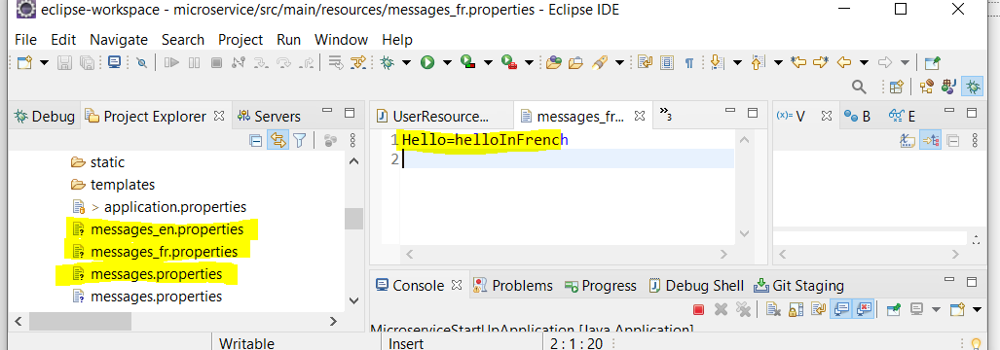 eclipse-workspace - microservice/src/main/resources/messages_fr.properties - Eclipse IDE
File Edit Navigate Search Project Run Window Help
Debug Project Explorer Servers
static
templates
> application.properties
messages_en.properties
messages_fr.properties
messages.properties
messages.properties
UserResource... messages_fr... »3
1 Hello=helloInFrench
2
(x)= V B E
Console Problems Progress Debug Shell Git Staging
MicroserviceStartUpApplication [Java Application]
Writable Insert 2 : 1 : 20